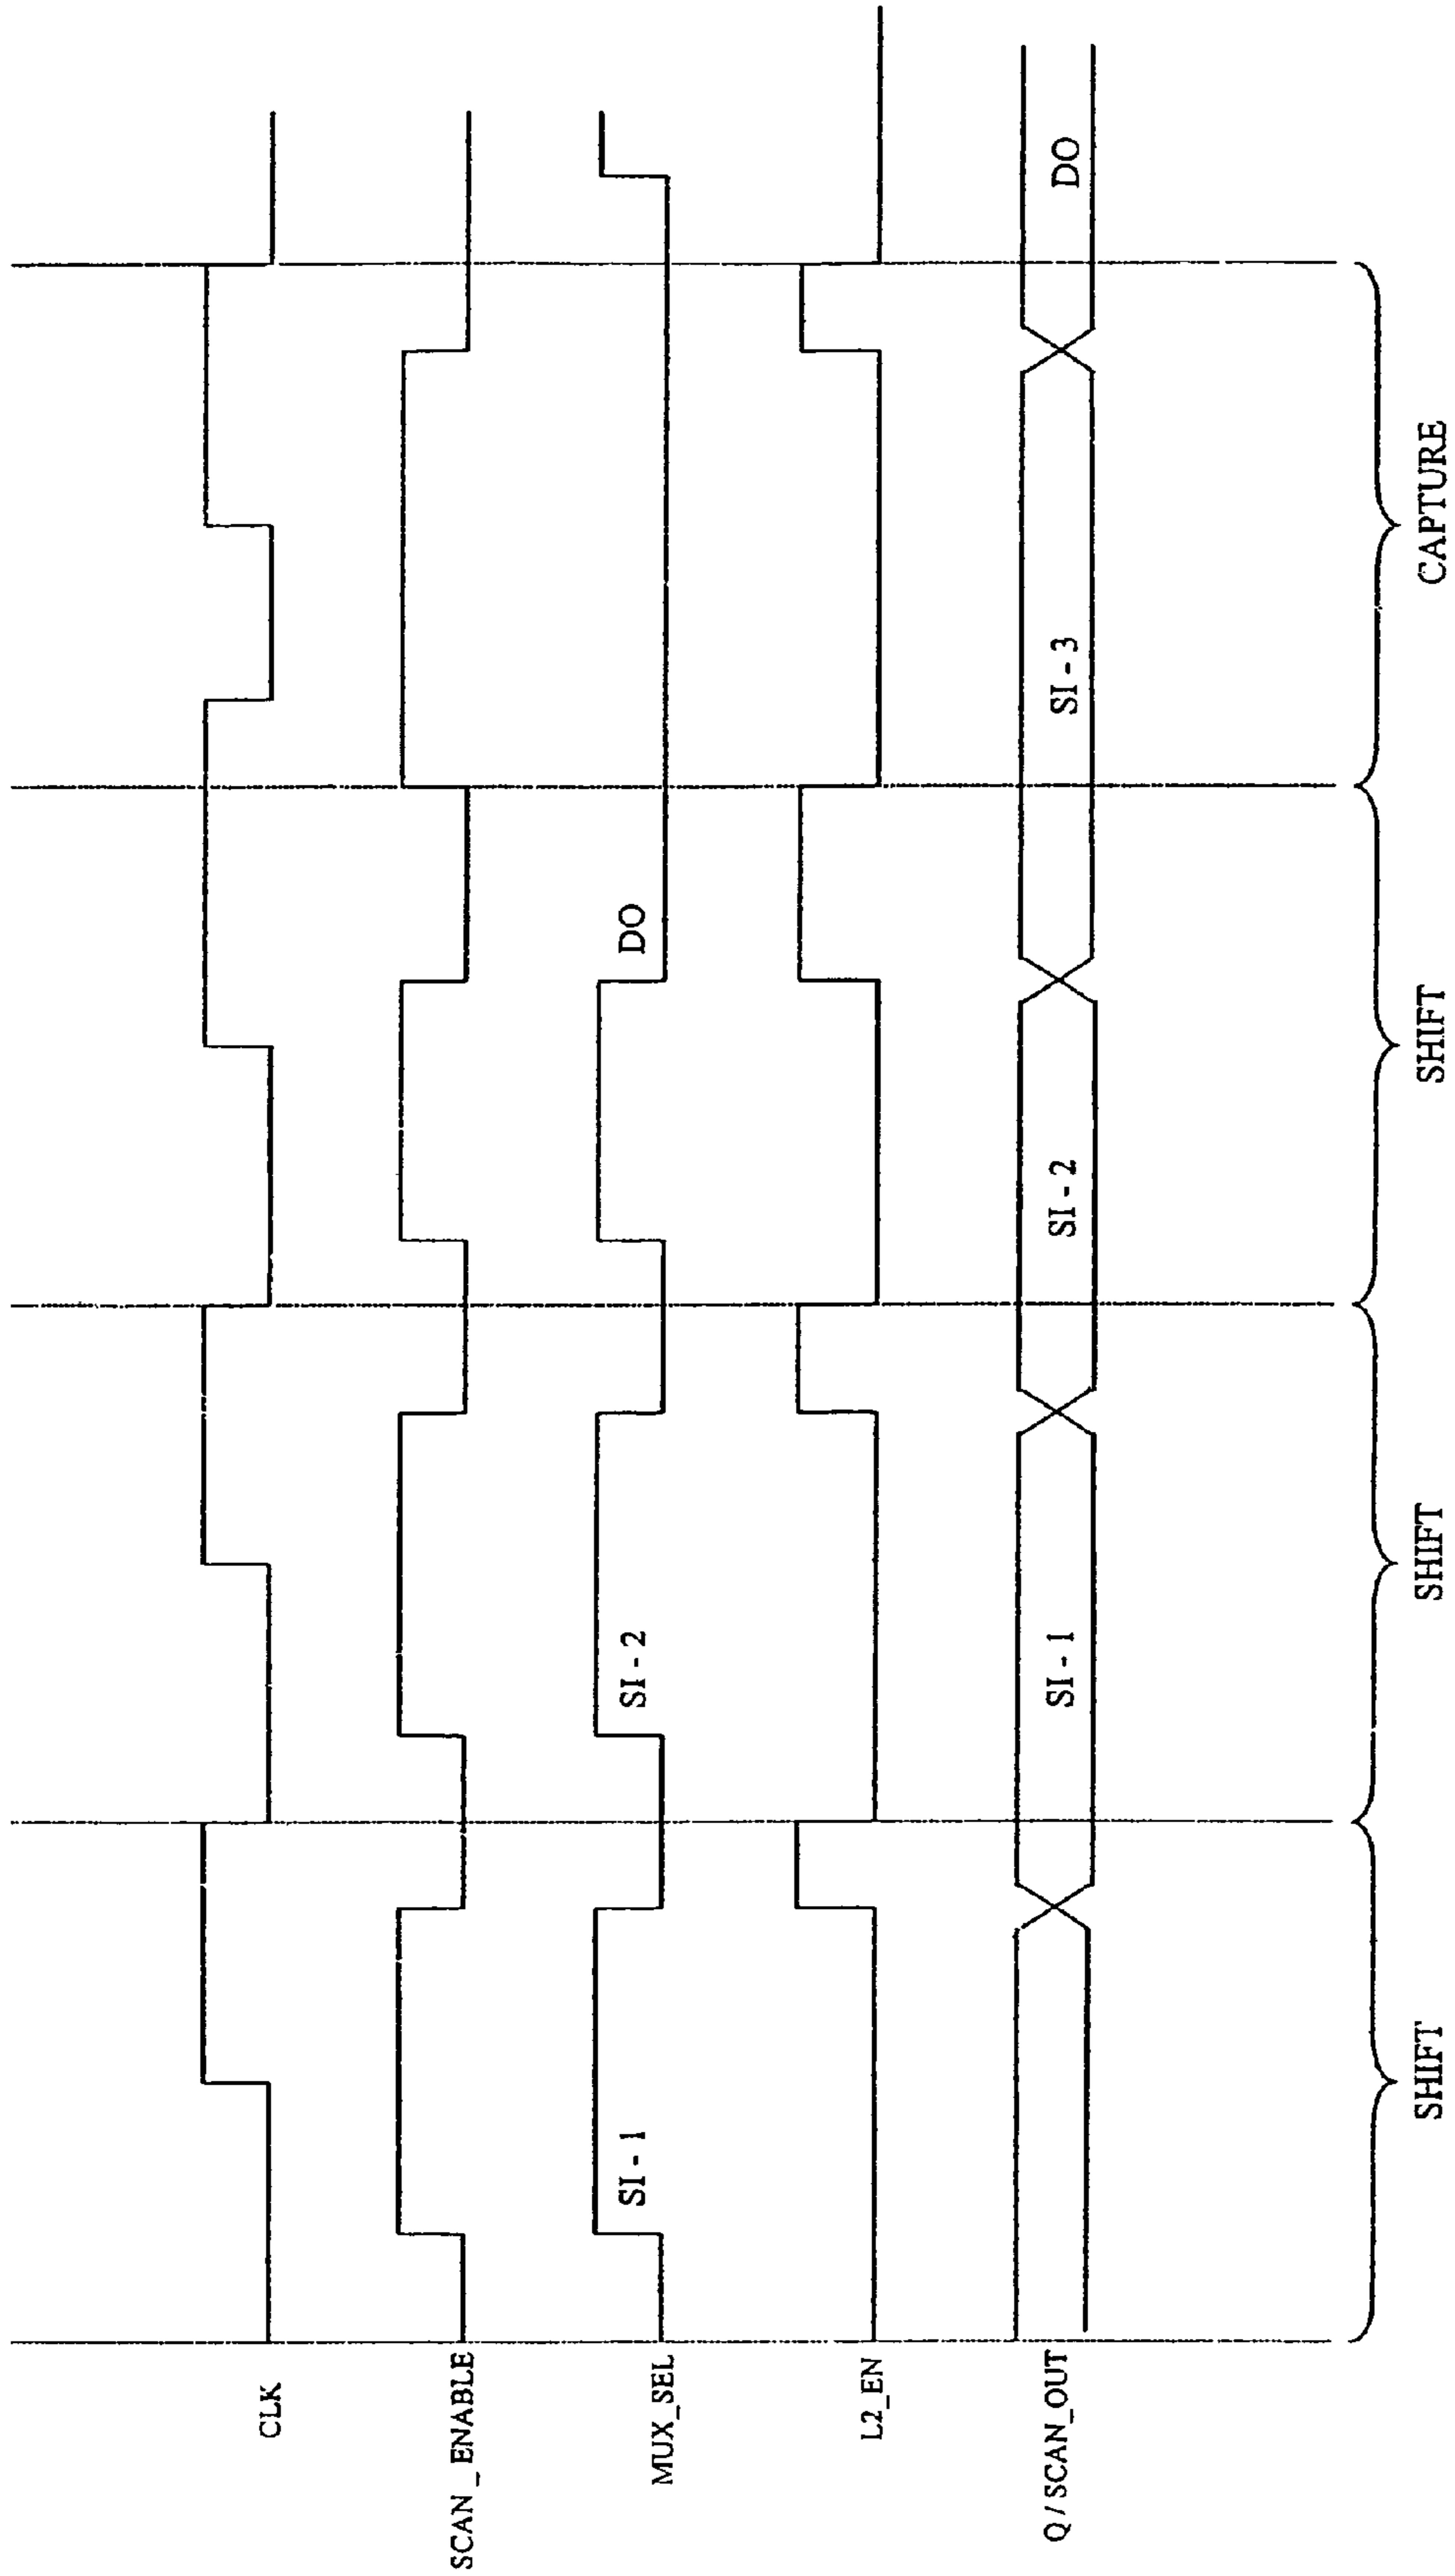 CLK
SCAN_ENABLE
MUX_SEL
SI - 1
SI - 2
DO
L2_EN
Q / SCAN_OUT
SI - 1
SI - 2
SI - 3
DO
SHIFT
SHIFT
SHIFT
CAPTURE